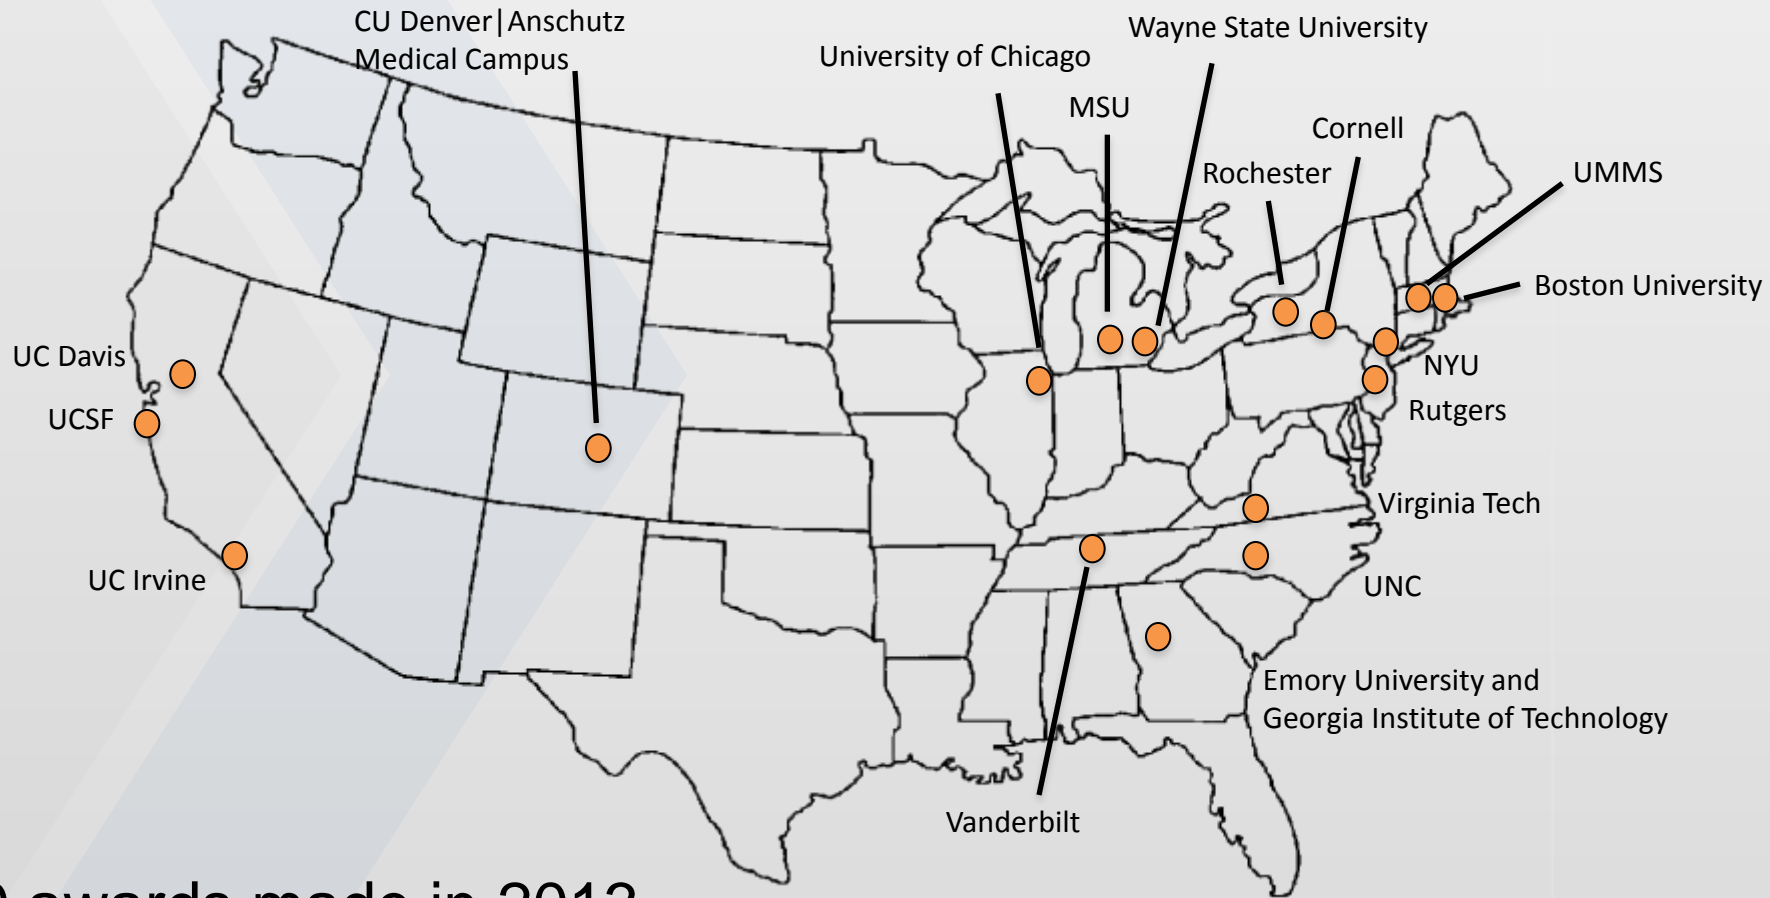 CU Denver|Anschutz
Medical Campus
University of Chicago
Wayne State University
MSU
Cornell
Rochester
UMMS
Boston University
UC Davis
UCSF
UC Irvine
NYU
Rutgers
Virginia Tech
UNC
Emory University and
Georgia Institute of Technology
Vanderbilt
awards made in